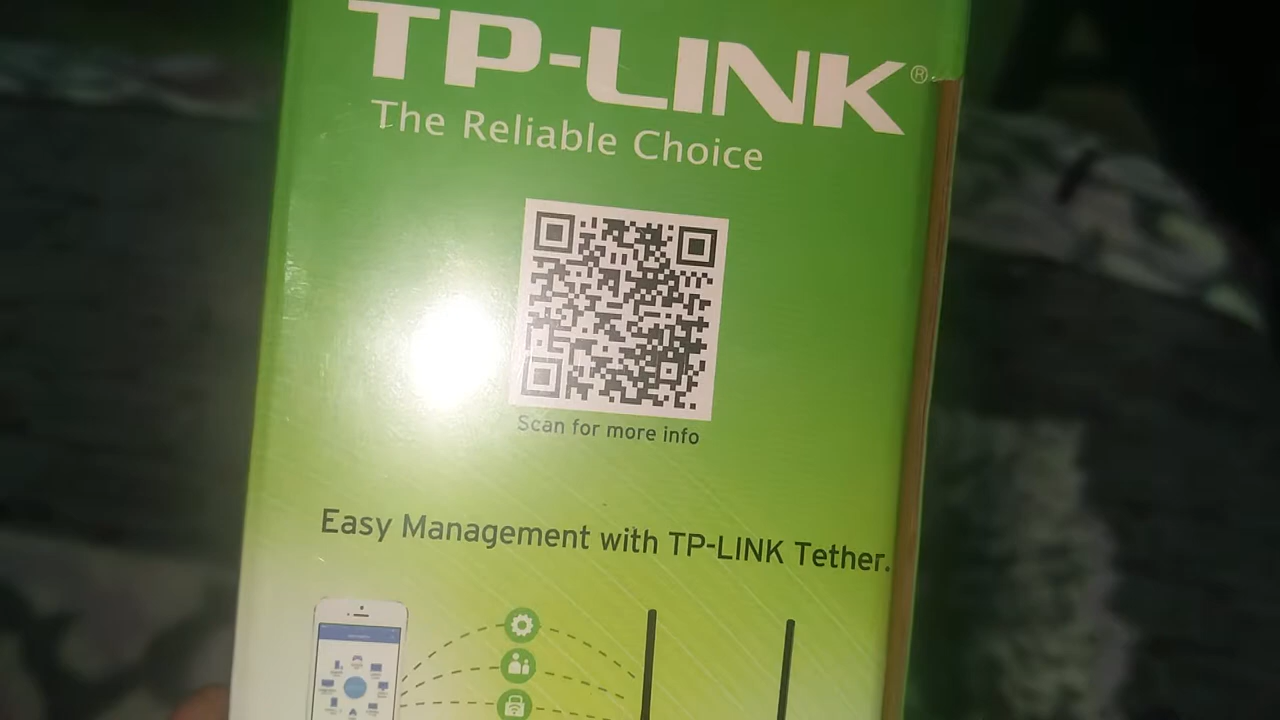 TP-LINK®
The Reliable Choice
Scan for more info
Easy Management with TP-LINK Tether.